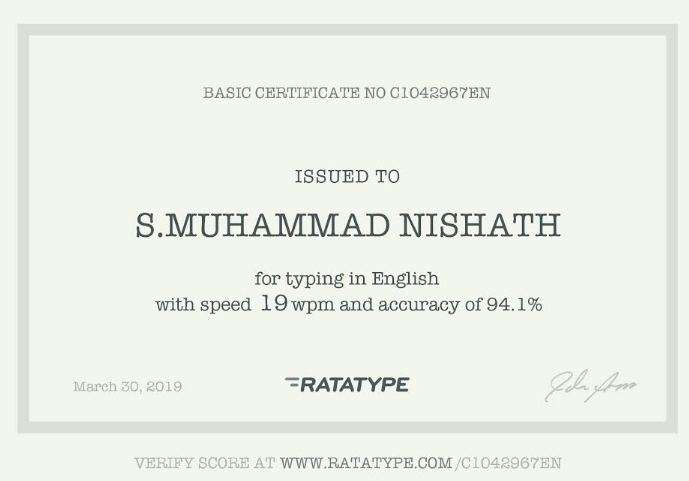 BASIC CERTIFICATE NO C1042967EN
ISSUED TO
S.MUHAMMAD NISHATH
for typing in English
with speed 19 wpm and accuracy of 94.1%
March 30, 2019
RATATYPE
VERIFY SCORE AT WWW.RATATYPE.COM/C1042967EN